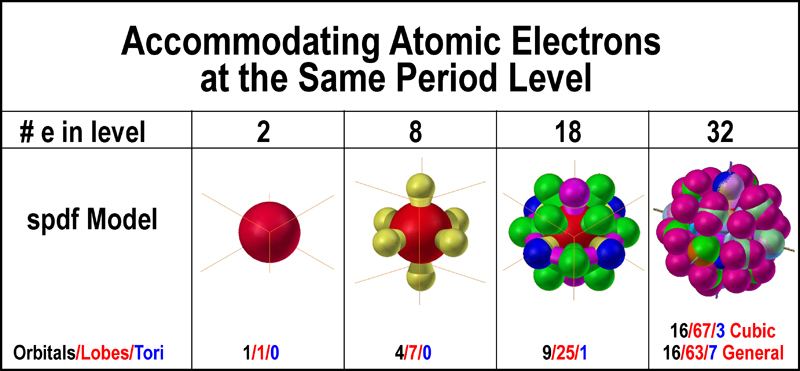 Accommodating Atomic Electrons
at the Same Period Level
# e in level 2 8 18 32
spdf Model
16/67/3 Cubic
Orbitals/Lobes/Tori 1/1/0 4/7/0 9/25/1 16/63/7 General